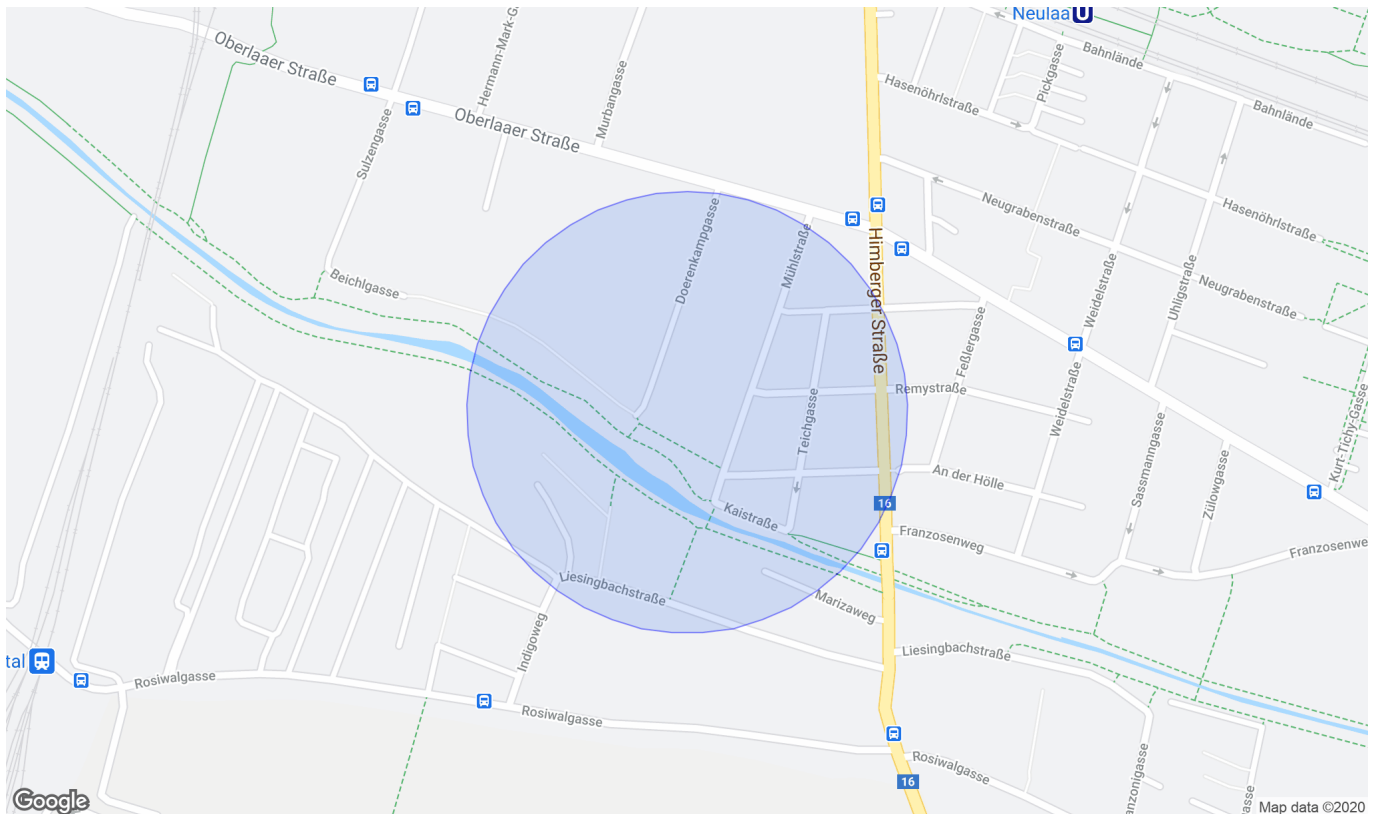 Neulaa U
Oberlaaer Straße
Hermann-Mark-G
Murbangasse
Bahnlände
Pickgasse
Hasenöhrlstraße
Bahnlände
Oberlaaer Straße
Sulzengasse
Neugrabenstraße
Hasenöhrlstraße
Doerenkampgasse
Mühlstraße
Himberger Straße
Beichlgasse
Weidelstraße
Uhligstraße
Neugrabenstraße
Feßlergasse
Remystraße
Weidelstraße
Teichgasse
Sassmanngasse
Kurt-Tichy-Gasse
Zülowgasse
An der Hölle
16
Kaistraße
Franzosenweg
Franzosenwe
Liesingbachstraße
Marizaweg
Indigoweg
Liesingbachstraße
tal
Rosiwalgasse
Rosiwalgasse
Rosiwalgasse
16
anzonigasse
gasse
Google
Map data ©2020